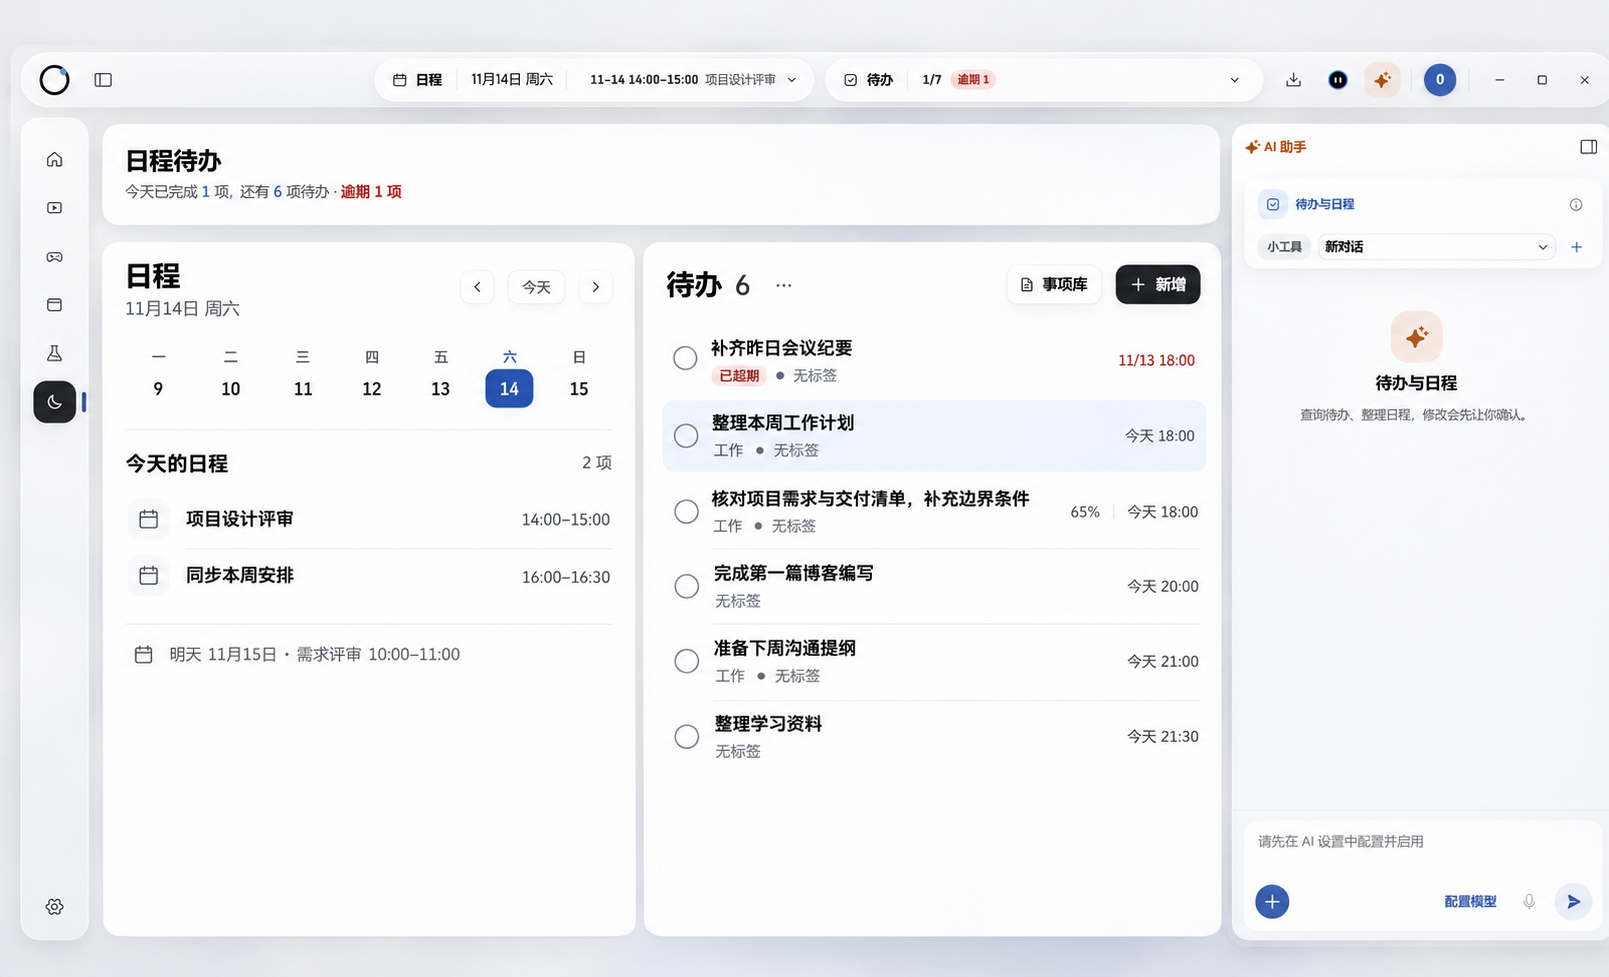 日程 11月14日 周六 11-14 14:00-15:00 项目设计评审
待办 1/7 逾期 1
0
日程待办
今天已完成 1 项, 还有 6 项待办 · 逾期 1 项
日程
11月14日 周六
今天
一 二 三 四 五 六 日
9 10 11 12 13 14 15
今天的日程 2 项
项目设计评审 14:00–15:00
同步本周安排 16:00–16:30
明天 11月15日 · 需求评审 10:00–11:00
待办 6 ···
事项库
+ 新增
补齐昨日会议纪要 11/13 18:00
已超期 ● 无标签
整理本周工作计划 今天 18:00
工作 ● 无标签
核对项目需求与交付清单，补充边界条件 65% 今天 18:00
工作 ● 无标签
完成第一篇博客编写 今天 20:00
无标签
准备下周沟通提纲 今天 21:00
工作 ● 无标签
整理学习资料 今天 21:30
无标签
AI 助手
待办与日程
小工具 新对话
待办与日程
查询待办、整理日程，修改会先让你确认。
请先在 AI 设置中配置并启用
配置模型